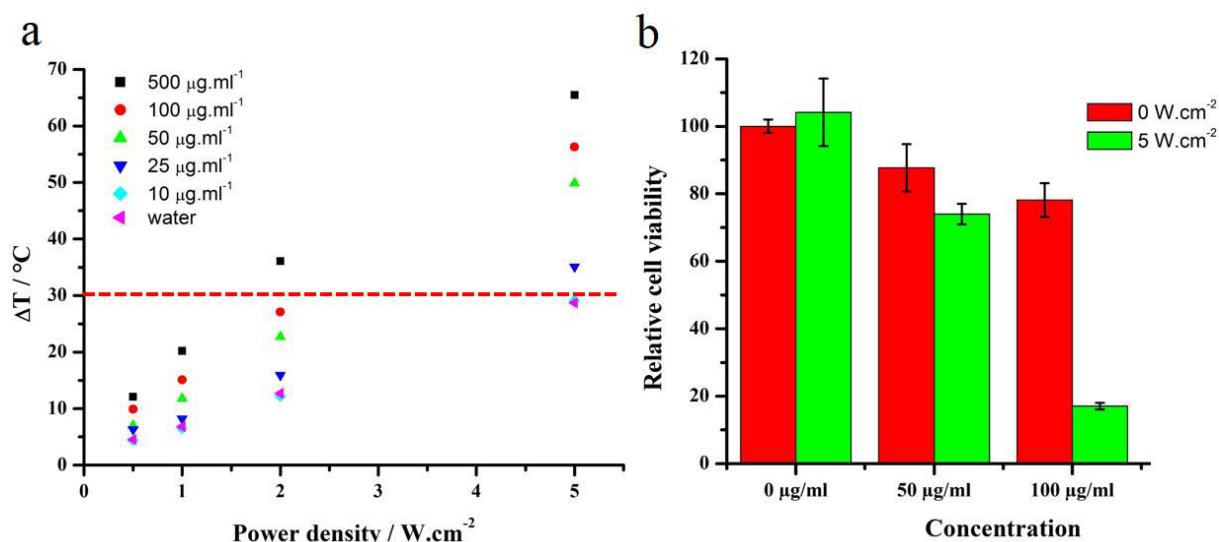 a
ΔT / °C
70
60
50
40
30
20
10
0
500 μg.ml⁻¹
100 μg.ml⁻¹
50 μg.ml⁻¹
25 μg.ml⁻¹
10 μg.ml⁻¹
water
0 1 2 3 4 5
Power density / W.cm⁻²
b
Relative cell viability
120
100
80
60
40
20
0
0 W.cm⁻²
5 W.cm⁻²
0 μg/ml 50 μg/ml 100 μg/ml
Concentration